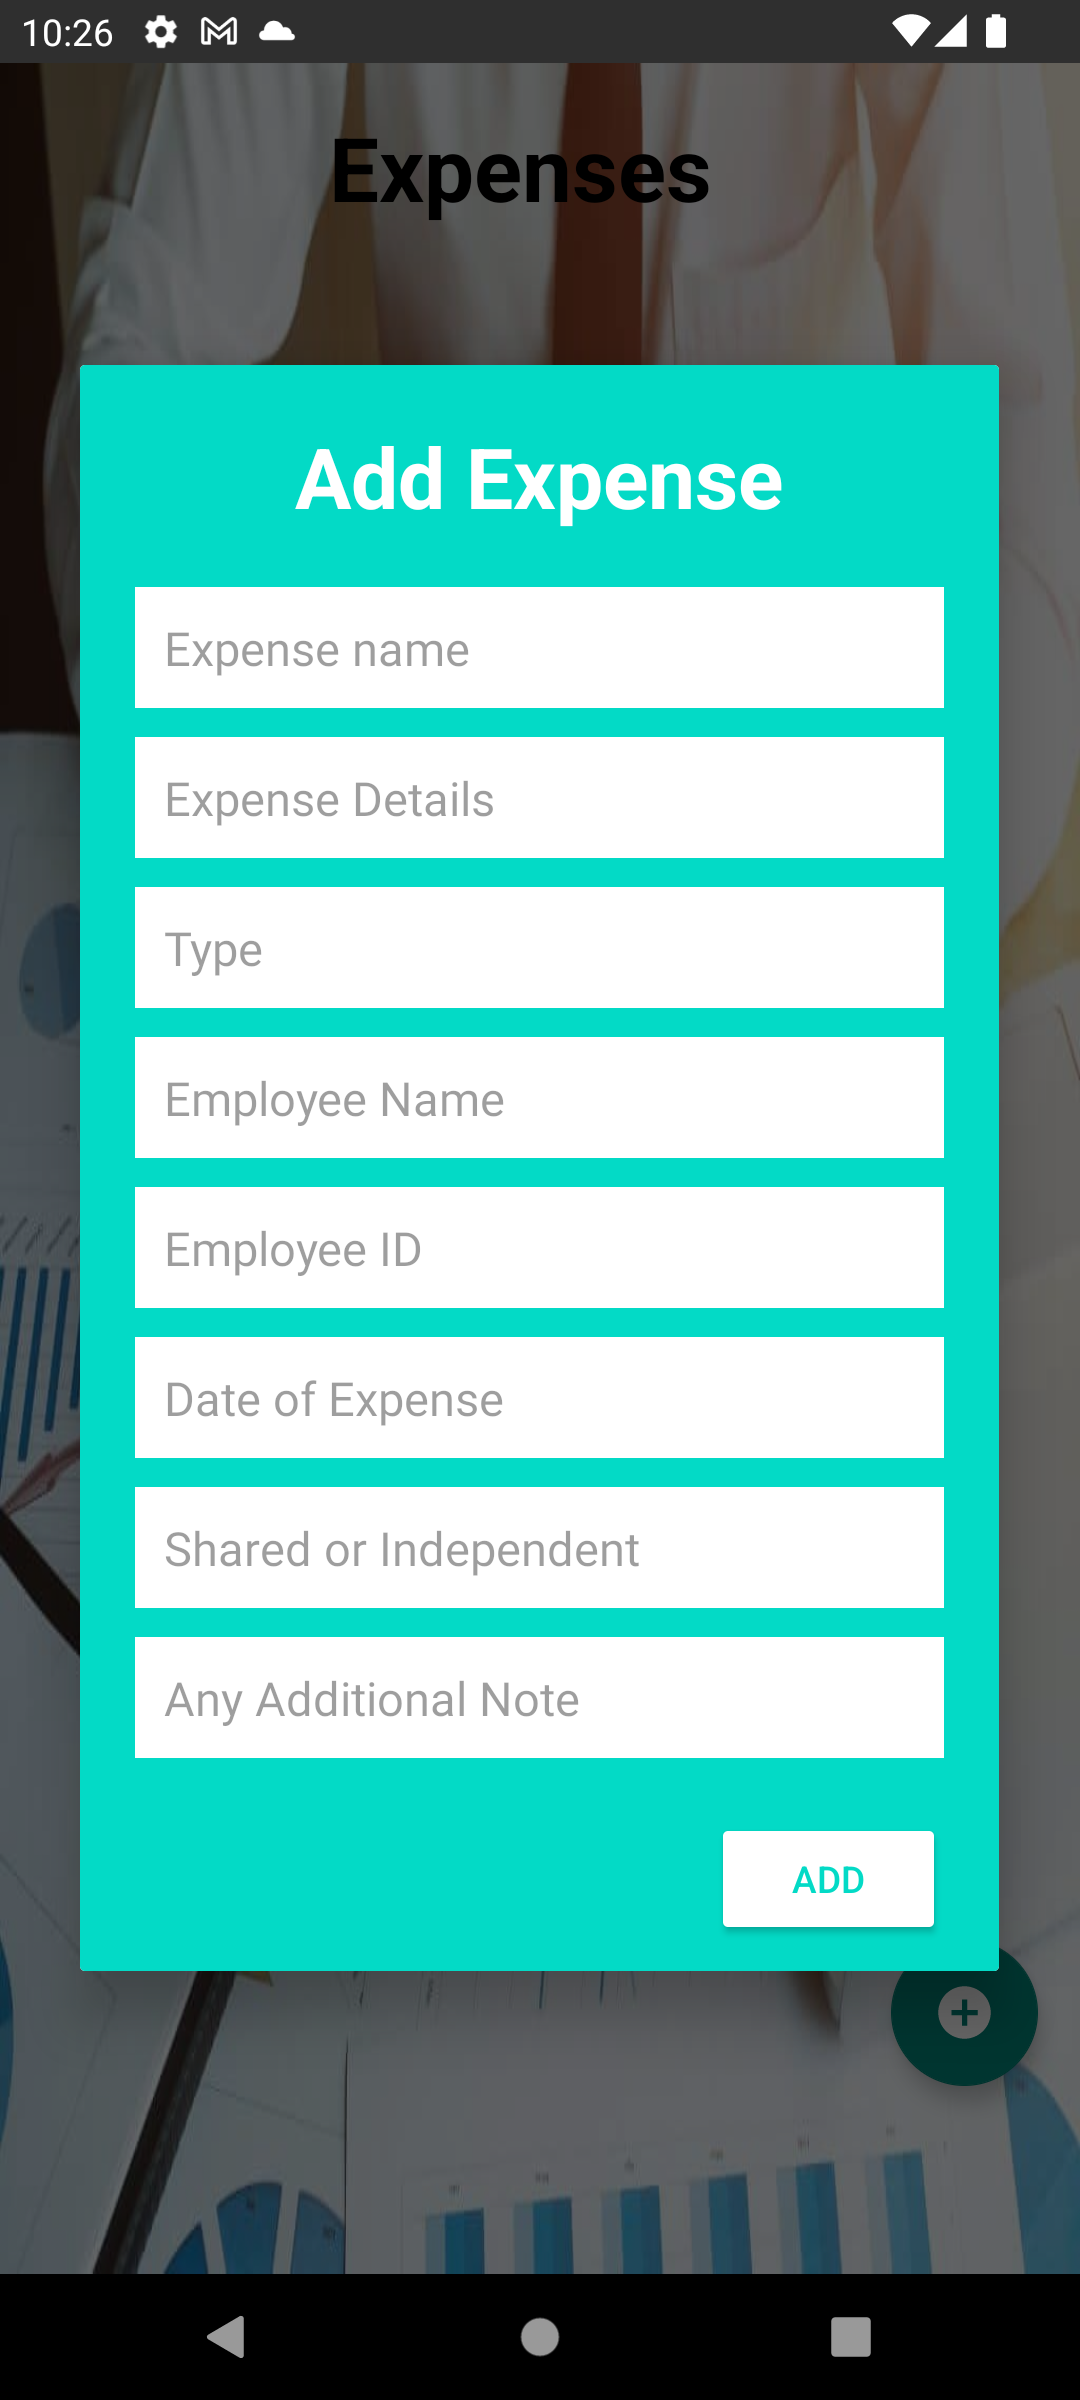 10:26
Expenses
Add Expense
Expense name
Expense Details
Type
Employee Name
Employee ID
Date of Expense
Shared or Independent
Any Additional Note
ADD